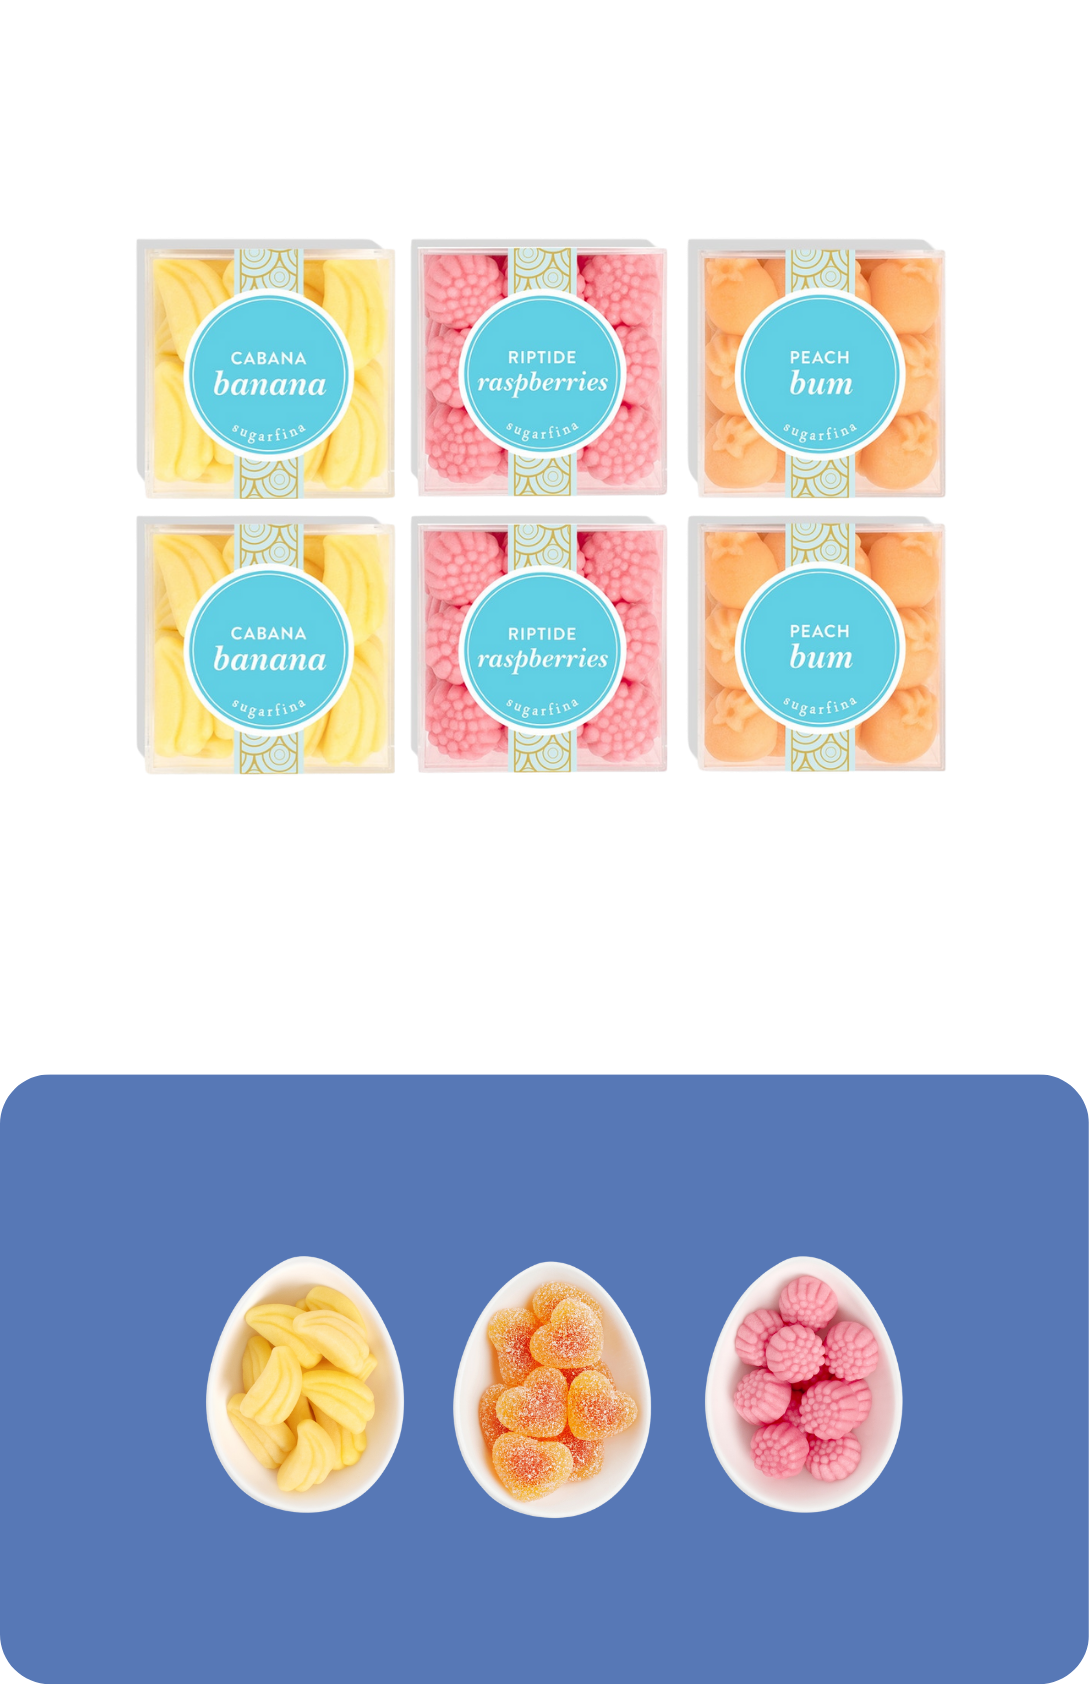 CABANA
banana
sugarfina
RIPTIDE
raspberries
sugarfina
PEACH
bum
sugarfina
CABANA
banana
sugarfina
RIPTIDE
raspberries
sugarfina
PEACH
bum
sugarfina